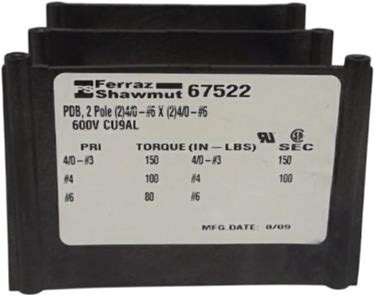 Ferraz
Shawmut 67522
PDB, 2 Pole (2)4/0-#6 X (2)4/0-#6
600V CU9AL
PRI TORQUE (IN-LBS) SEC
4/0-#3 150 4/0-#3 150
#4 100 #4 100
#6 80 #6
MFG.DATE: 8/09